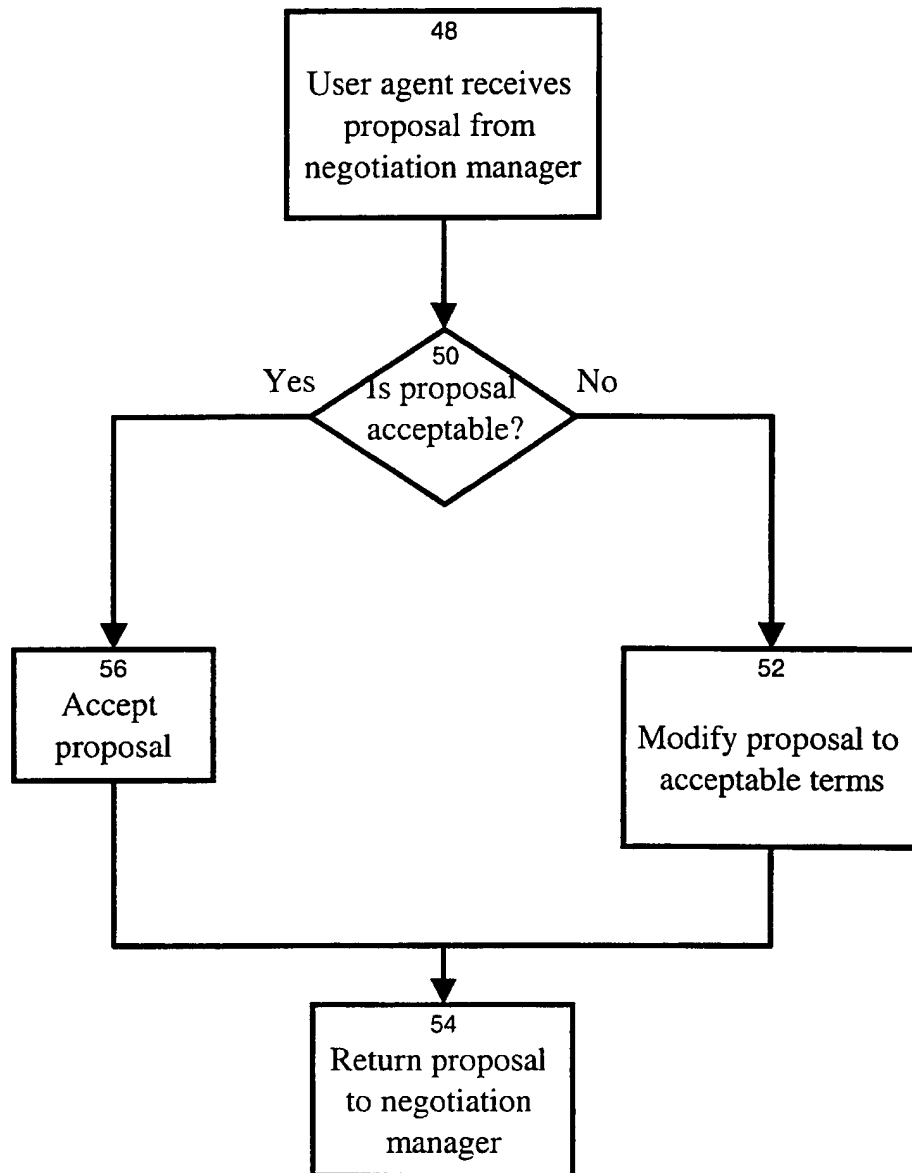 48
User agent receives
proposal from
negotiation manager
50
Yes
No
Is proposal
acceptable?
56
Accept
proposal
52
Modify proposal to
acceptable terms
54
Return proposal
to negotiation
manager